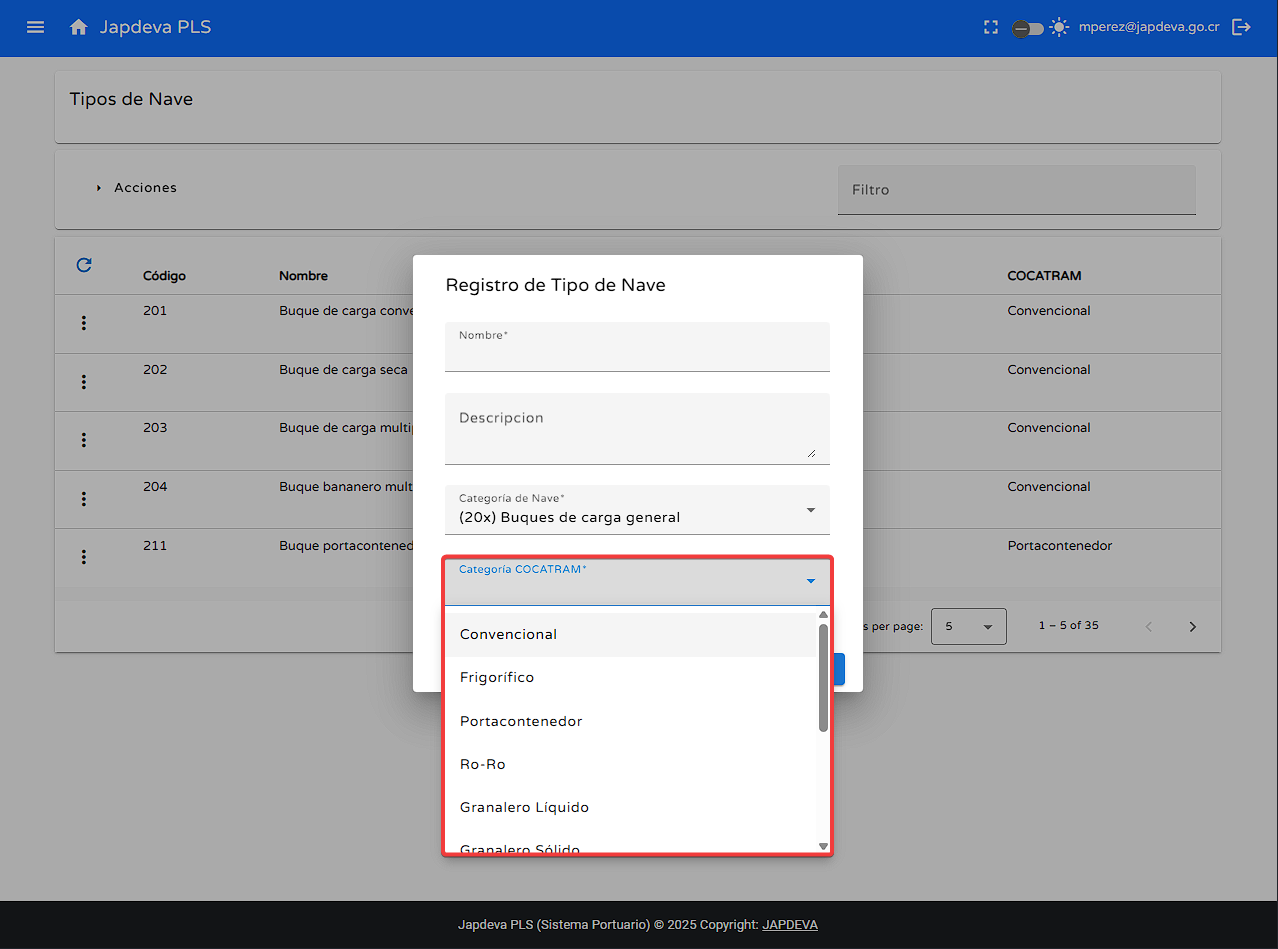 Japdeva PLS
mperez@japdeva.go.cr
Tipos de Nave
Acciones
Filtro
Código Nombre COCATRAM
201 Buque de carga conve Convencional
202 Buque de carga seca Convencional
203 Buque de carga multip Convencional
204 Buque bananero mult Convencional
211 Buque portacontened Portacontenedor
s per page: 5 1 – 5 of 35
Registro de Tipo de Nave
Nombre*
Descripcion
Categoría de Nave*
(20x) Buques de carga general
Categoría COCATRAM*
Convencional
Frigorífico
Portacontenedor
Ro-Ro
Granalero Líquido
Granalero Sólido
Japdeva PLS (Sistema Portuario) © 2025 Copyright: JAPDEVA